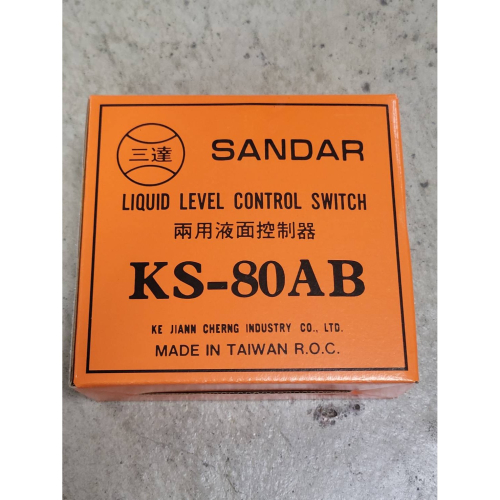 三達 SANDAR
LIQUID LEVEL CONTROL SWITCH
兩用液面控制器
KS-80AB
KE JIANN CHERNG INDUSTRY CO., LTD.
MADE IN TAIWAN R.O.C.